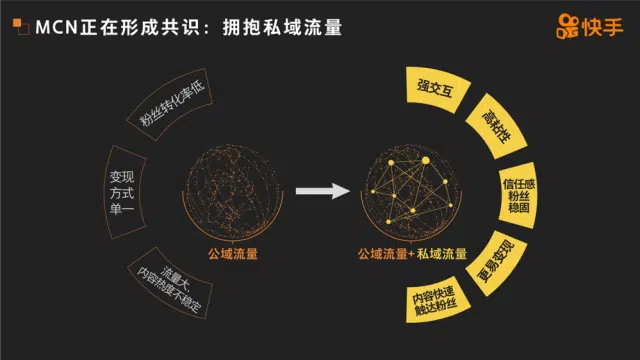 MCN正在形成共识：拥抱私域流量
快手
粉丝转化率低
变现
方式
单一
流量大、
内容热度不稳定
公域流量
公域流量+私域流量
强交互
高粘性
信任感
粉丝
稳固
更易变现
内容快速
触达粉丝